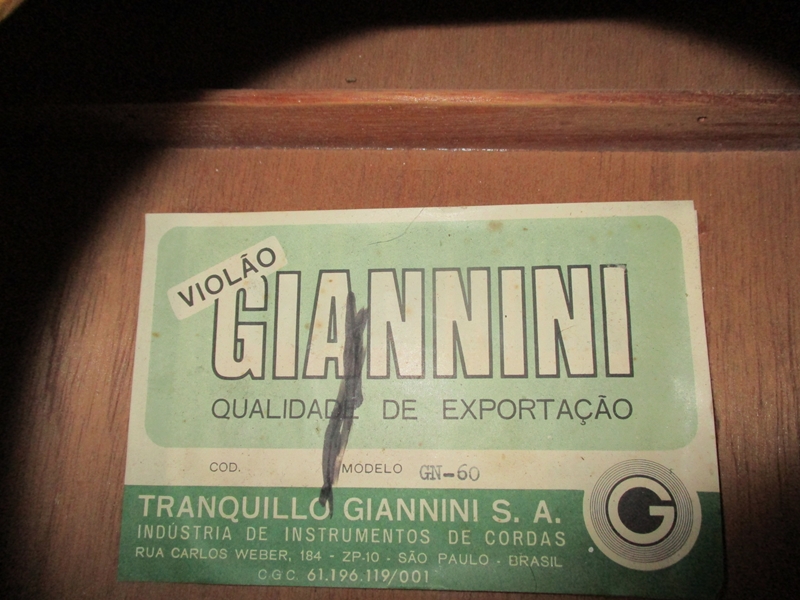 VIOLÃO
GIANNINI
QUALIDADE DE EXPORTAÇÃO
COD. MODELO GN-60
TRANQUILLO GIANNINI S. A.
INDÚSTRIA DE INSTRUMENTOS DE CORDAS
RUA CARLOS WEBER, 184 - ZP-10 - SÃO PAULO - BRASIL
C G C. 61.196.119/001
G